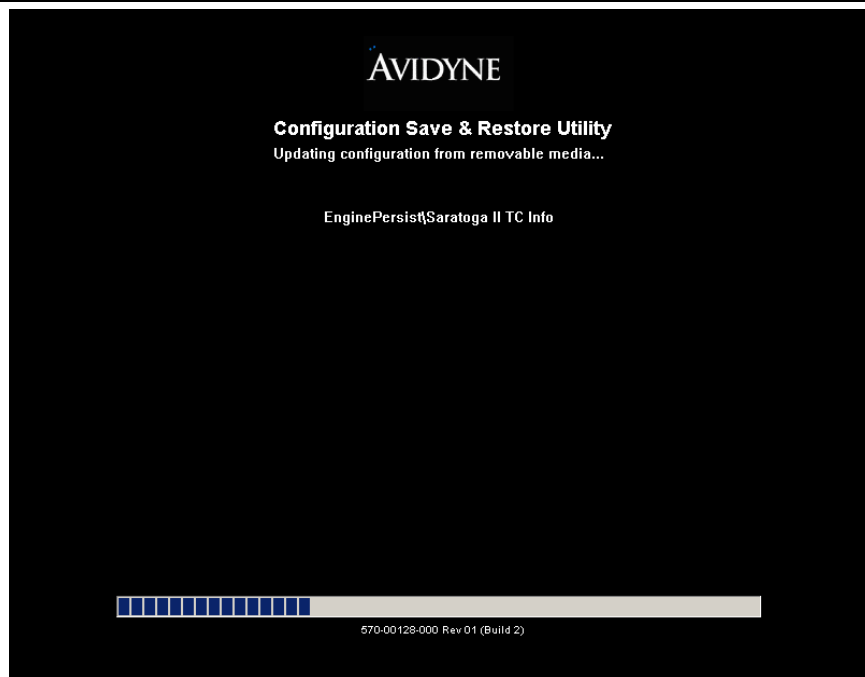 AVIDYNE
Configuration Save & Restore Utility
Updating configuration from removable media...
EnginePersist\Saratoga II TC Info
570-00128-000 Rev 01 (Build 2)